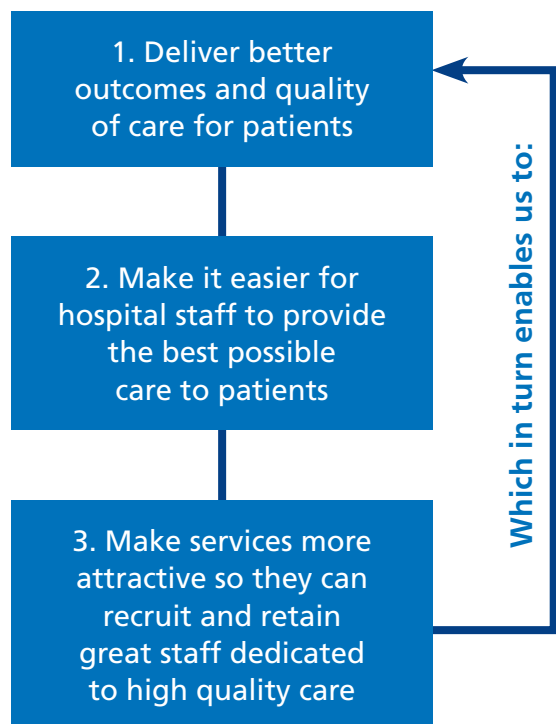 1. Deliver better
outcomes and quality
of care for patients
2. Make it easier for
hospital staff to provide
the best possible
care to patients
3. Make services more
attractive so they can
recruit and retain
great staff dedicated
to high quality care
Which in turn enables us to: